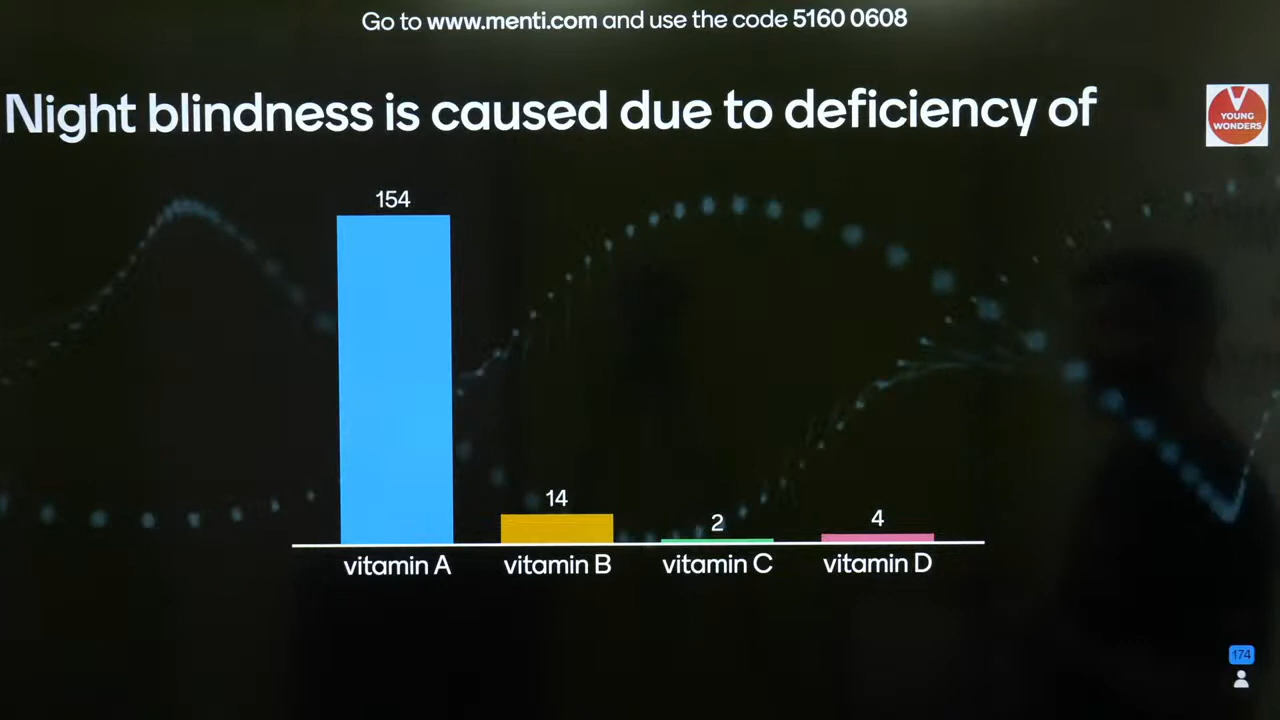 Go to www.menti.com and use the code 5160 0608
Night blindness is caused due to deficiency of
YOUNG
WONDERS
154
14
2
4
vitamin A
vitamin B
vitamin C
vitamin D
174